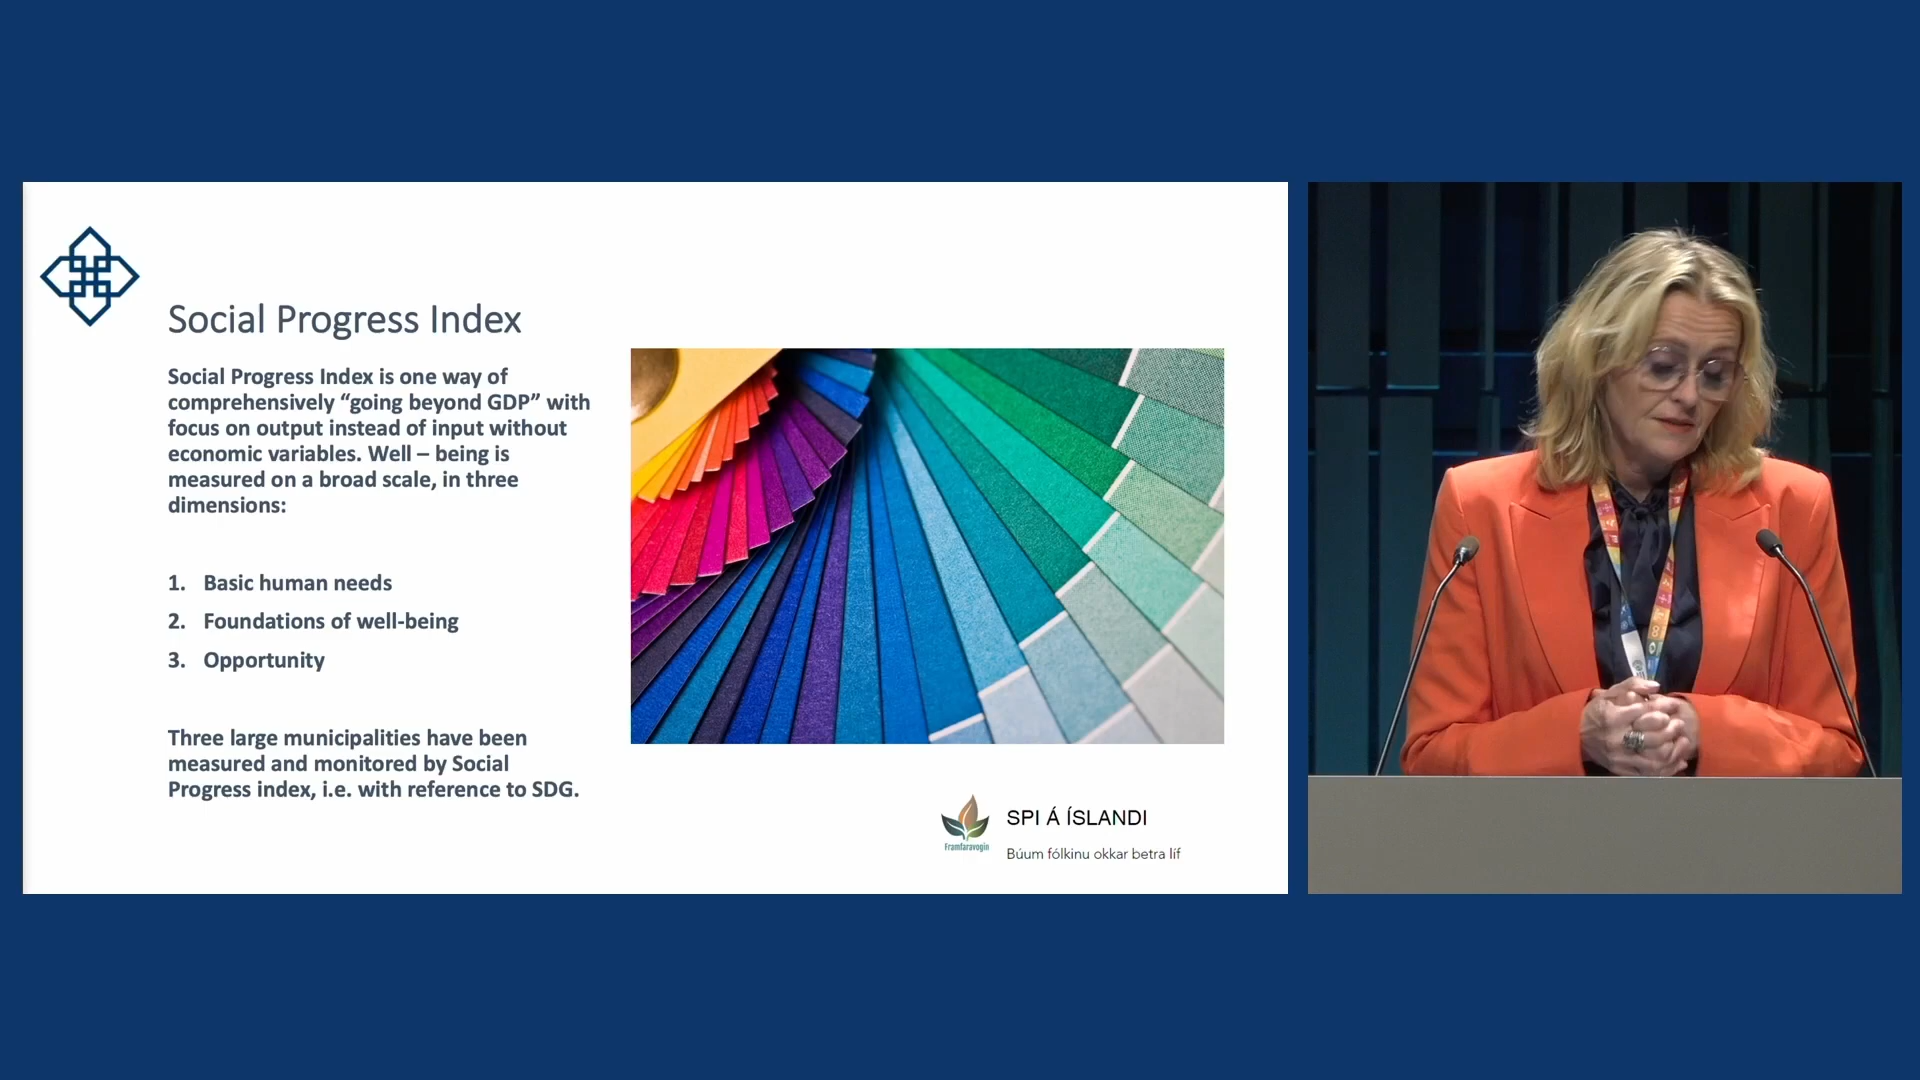 Social Progress Index
Social Progress Index is one way of
comprehensively “going beyond GDP” with
focus on output instead of input without
economic variables. Well – being is
measured on a broad scale, in three
dimensions:
1. Basic human needs
2. Foundations of well-being
3. Opportunity
Three large municipalities have been
measured and monitored by Social
Progress index, i.e. with reference to SDG.
Framfaravogin
SPI Á ÍSLANDI
Búum fólkinu okkar betra líf